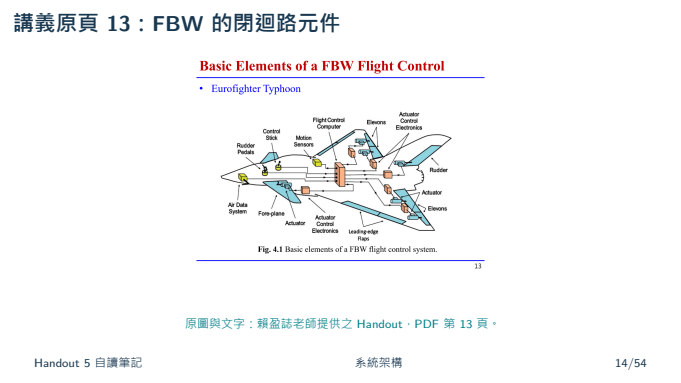 講義原頁 13：FBW 的閉迴路元件
Basic Elements of a FBW Flight Control
• Eurofighter Typhoon
Rudder
Pedals
Control
Stick
Motion
Sensors
Flight Control
Computer
Elevons
Actuator
Control
Electronics
Rudder
Actuator
Elevons
Air Data
System
Fore-plane
Actuator
Actuator
Control
Electronics
Leading-edge
Flaps
Fig. 4.1 Basic elements of a FBW flight control system.
13
原圖與文字：賴盈誌老師提供之 Handout，PDF 第 13 頁。
Handout 5 自讀筆記
系統架構
14/54